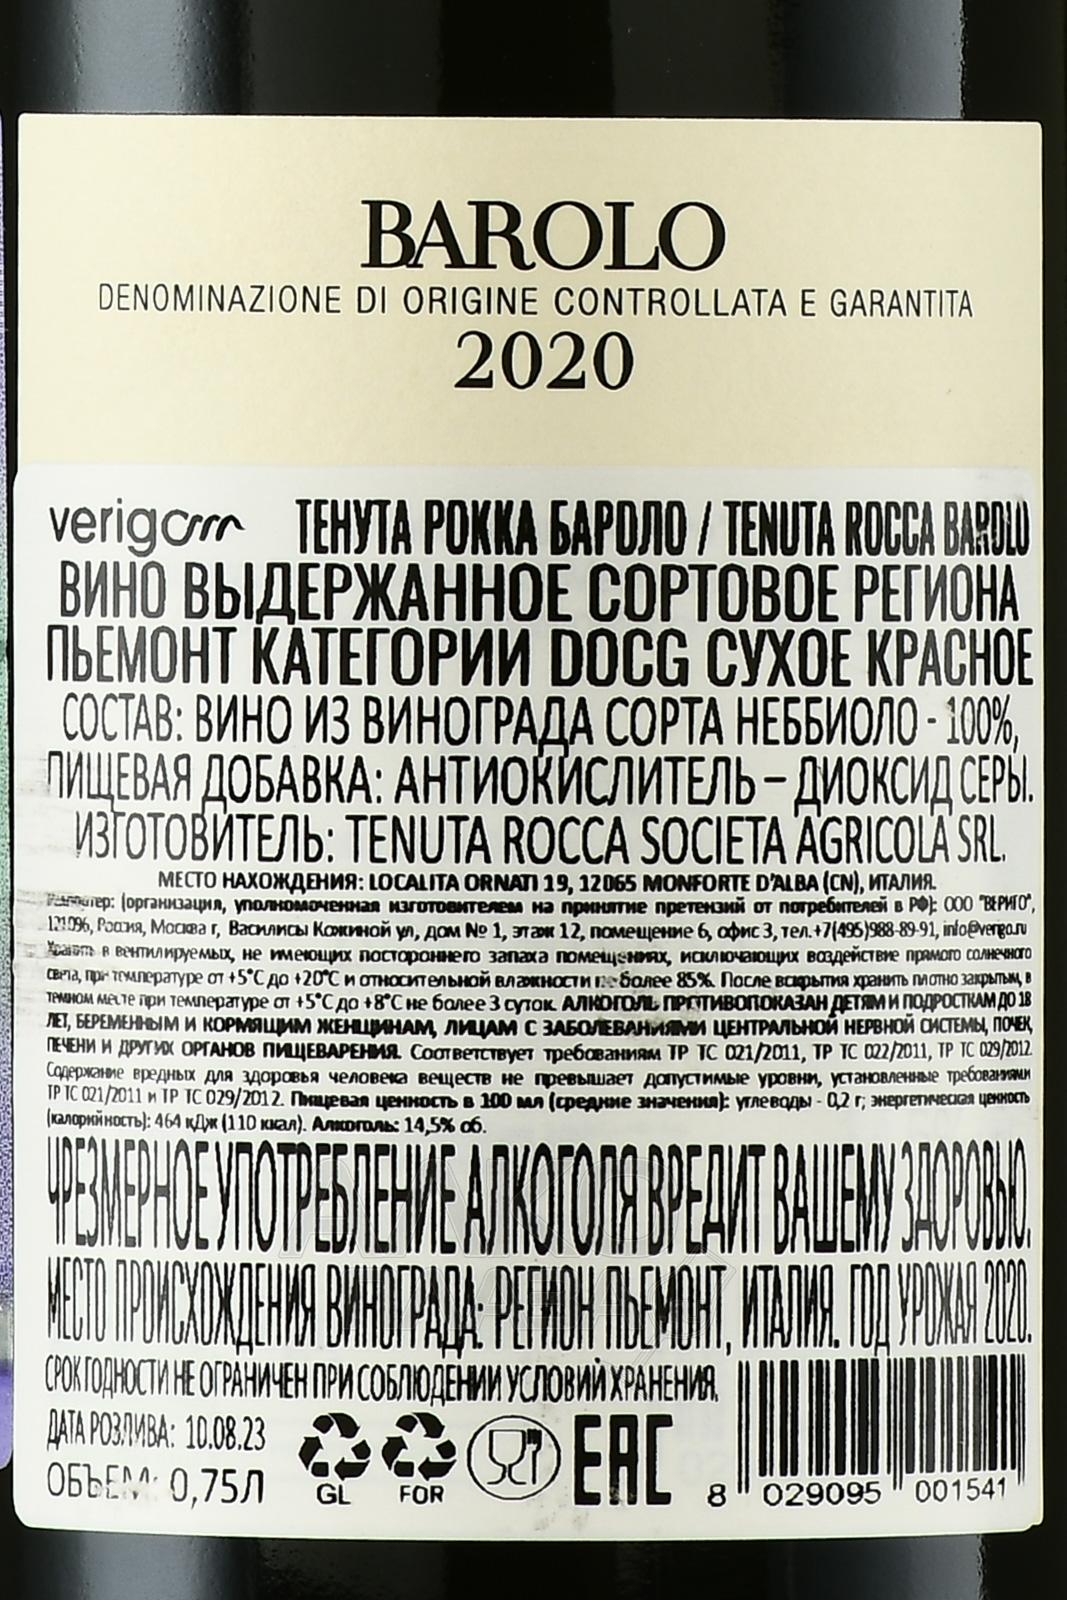 BAROLO
DENOMINAZIONE DI ORIGINE CONTROLLATA E GARANTITA
2020
verigo ТЕНУТА РОККА БАРОЛО / TENUTA ROCCA BAROLO
ВИНО ВЫДЕРЖАННОЕ СОРТОВОЕ РЕГИОНА
ПЬЕМОНТ КАТЕГОРИИ DOCG СУХОЕ КРАСНОЕ
СОСТАВ: ВИНО ИЗ ВИНОГРАДА СОРТА НЕББИОЛО - 100%,
ПИЩЕВАЯ ДОБАВКА: АНТИОКИСЛИТЕЛЬ – ДИОКСИД СЕРЫ.
ИЗГОТОВИТЕЛЬ: TENUTA ROCCA SOCIETA AGRICOLA SRL.
МЕСТО НАХОЖДЕНИЯ: LOCALITA ORNATI 19, 12065 MONFORTE D'ALBA (CN), ИТАЛИЯ.
Импортер: (организация, уполномоченная изготовителем на принятие претензий от потребителей в РФ): ООО "ВЕРИГО",
121096, Россия, Москва г, Василисы Кожиной ул, дом № 1, этаж 12, помещение 6, офис 3, тел.+7(495)988-89-91, info@verigo.ru
Хранить в вентилируемых, не имеющих постороннего запаха помещениях, исключающих воздействие прямого солнечного
света, при температуре от +5°С до +20°С и относительной влажности не более 85%. После вскрытия хранить плотно закрытым, в
темном месте при температуре от +5°С до +8°С не более 3 суток. АЛКОГОЛЬ ПРОТИВОПОКАЗАН ДЕТЯМ И ПОДРОСТКАМ ДО 18
ЛЕТ, БЕРЕМЕННЫМ И КОРМЯЩИМ ЖЕНЩИНАМ, ЛИЦАМ С ЗАБОЛЕВАНИЯМИ ЦЕНТРАЛЬНОЙ НЕРВНОЙ СИСТЕМЫ, ПОЧЕК,
ПЕЧЕНИ И ДРУГИХ ОРГАНОВ ПИЩЕВАРЕНИЯ. Соответствует требованиям ТР ТС 021/2011, ТР ТС 022/2011, ТР ТС 029/2012.
Содержание вредных для здоровья человека веществ не превышает допустимые уровни, установленные требованиями
ТР ТС 021/2011 и ТР ТС 029/2012. Пищевая ценность в 100 мл (средние значения): углеводы - 0,2 г; энергетическая ценность
(калорийность): 464 кДж (110 ккал). Алкоголь: 14,5% об.
ЧРЕЗМЕРНОЕ УПОТРЕБЛЕНИЕ АЛКОГОЛЯ ВРЕДИТ ВАШЕМУ ЗДОРОВЬЮ.
МЕСТО ПРОИСХОЖДЕНИЯ ВИНОГРАДА: РЕГИОН ПЬЕМОНТ, ИТАЛИЯ. ГОД УРОЖАЯ 2020.
СРОК ГОДНОСТИ НЕ ОГРАНИЧЕН ПРИ СОБЛЮДЕНИИ УСЛОВИЙ ХРАНЕНИЯ.
ДАТА РОЗЛИВА: 10.08.23
ОБЪЕМ: 0,75Л
GL FOR EAC
8 029095 001541